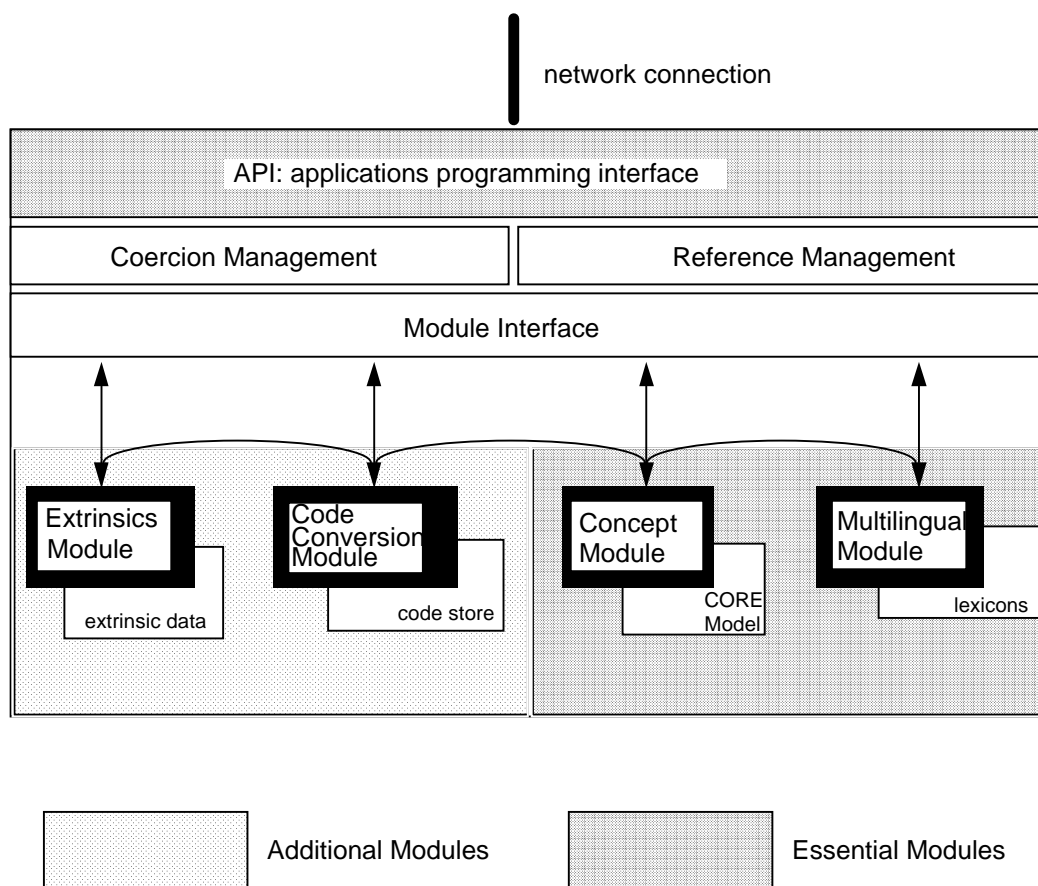 network connection
API: applications programming interface
Coercion Management
Reference Management
Module Interface
Extrinsics
Module
extrinsic data
Code
Conversion
Module
code store
Concept
Module
CORE
Model
Multilingual
Module
lexicons
Additional Modules
Essential Modules